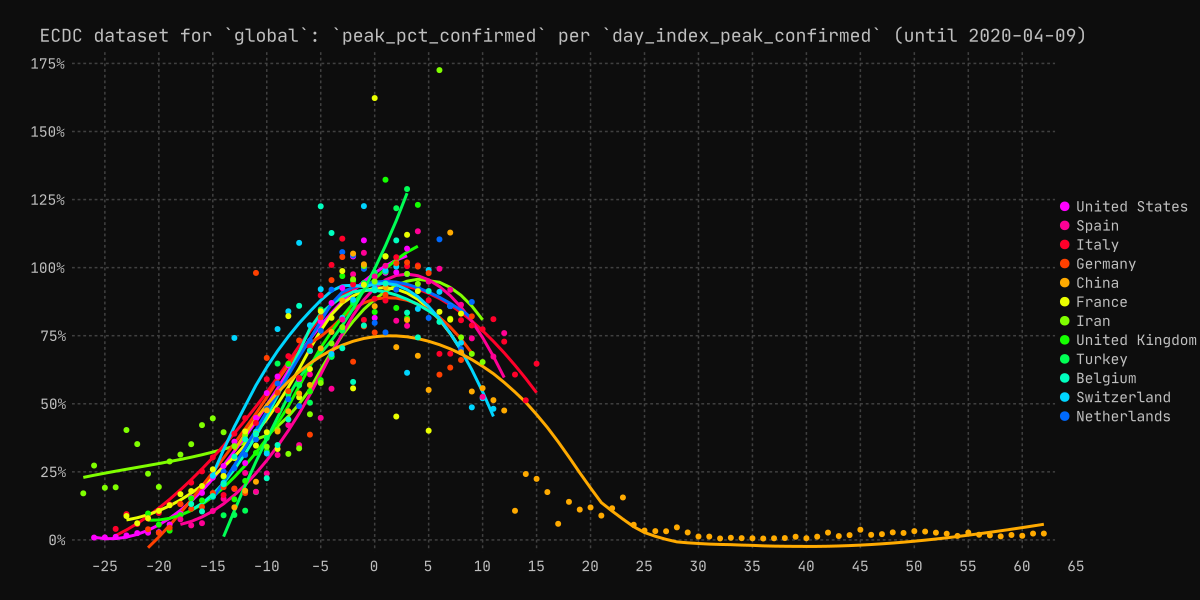 ECDC dataset for `global`: `peak_pct_confirmed` per `day_index_peak_confirmed` (until 2020-04-09)
175%
150%
125%
100%
75%
50%
25%
0%
-25 -20 -15 -10 -5 0 5 10 15 20 25 30 35 40 45 50 55 60 65
United States
Spain
Italy
Germany
China
France
Iran
United Kingdom
Turkey
Belgium
Switzerland
Netherlands